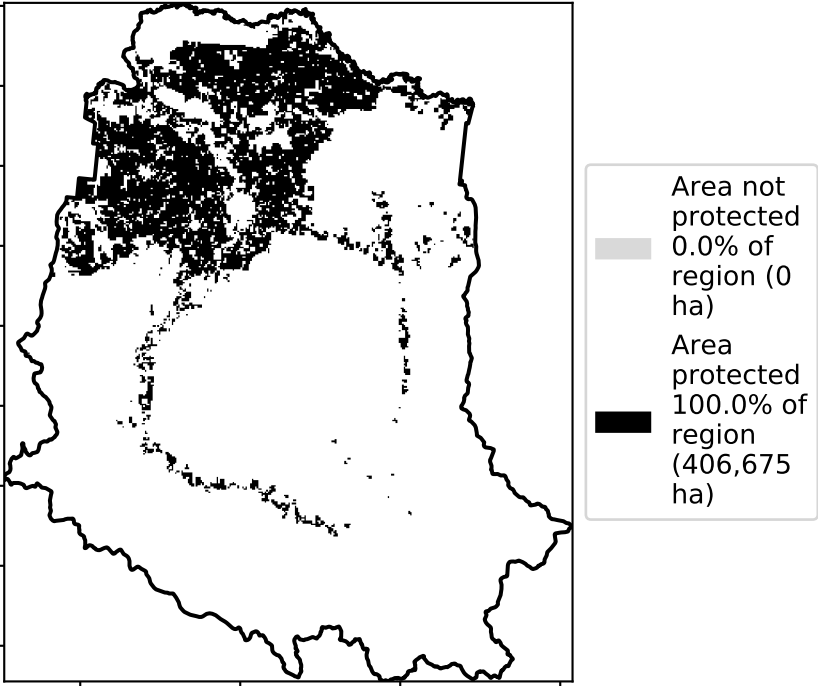 Area not
protected
0.0% of
region (0
ha)
Area
protected
100.0% of
region
(406,675
ha)